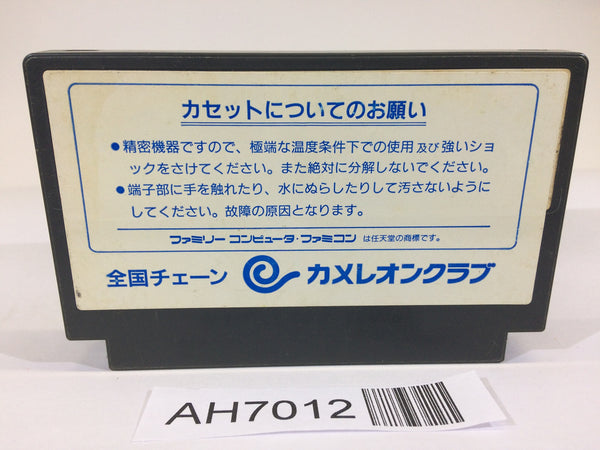 カセットについてのお願い
●精密機器ですので、極端な温度条件下での使用及び強いショ
ックをさけてください。また絶対に分解しないでください。
●端子部に手を触れたり、水にぬらしたりして汚さないように
してください。故障の原因となります。
ファミリーコンピュータ・ファミコンは任天堂の商標です。
全国チェーン カメレオンクラブ
AH7012